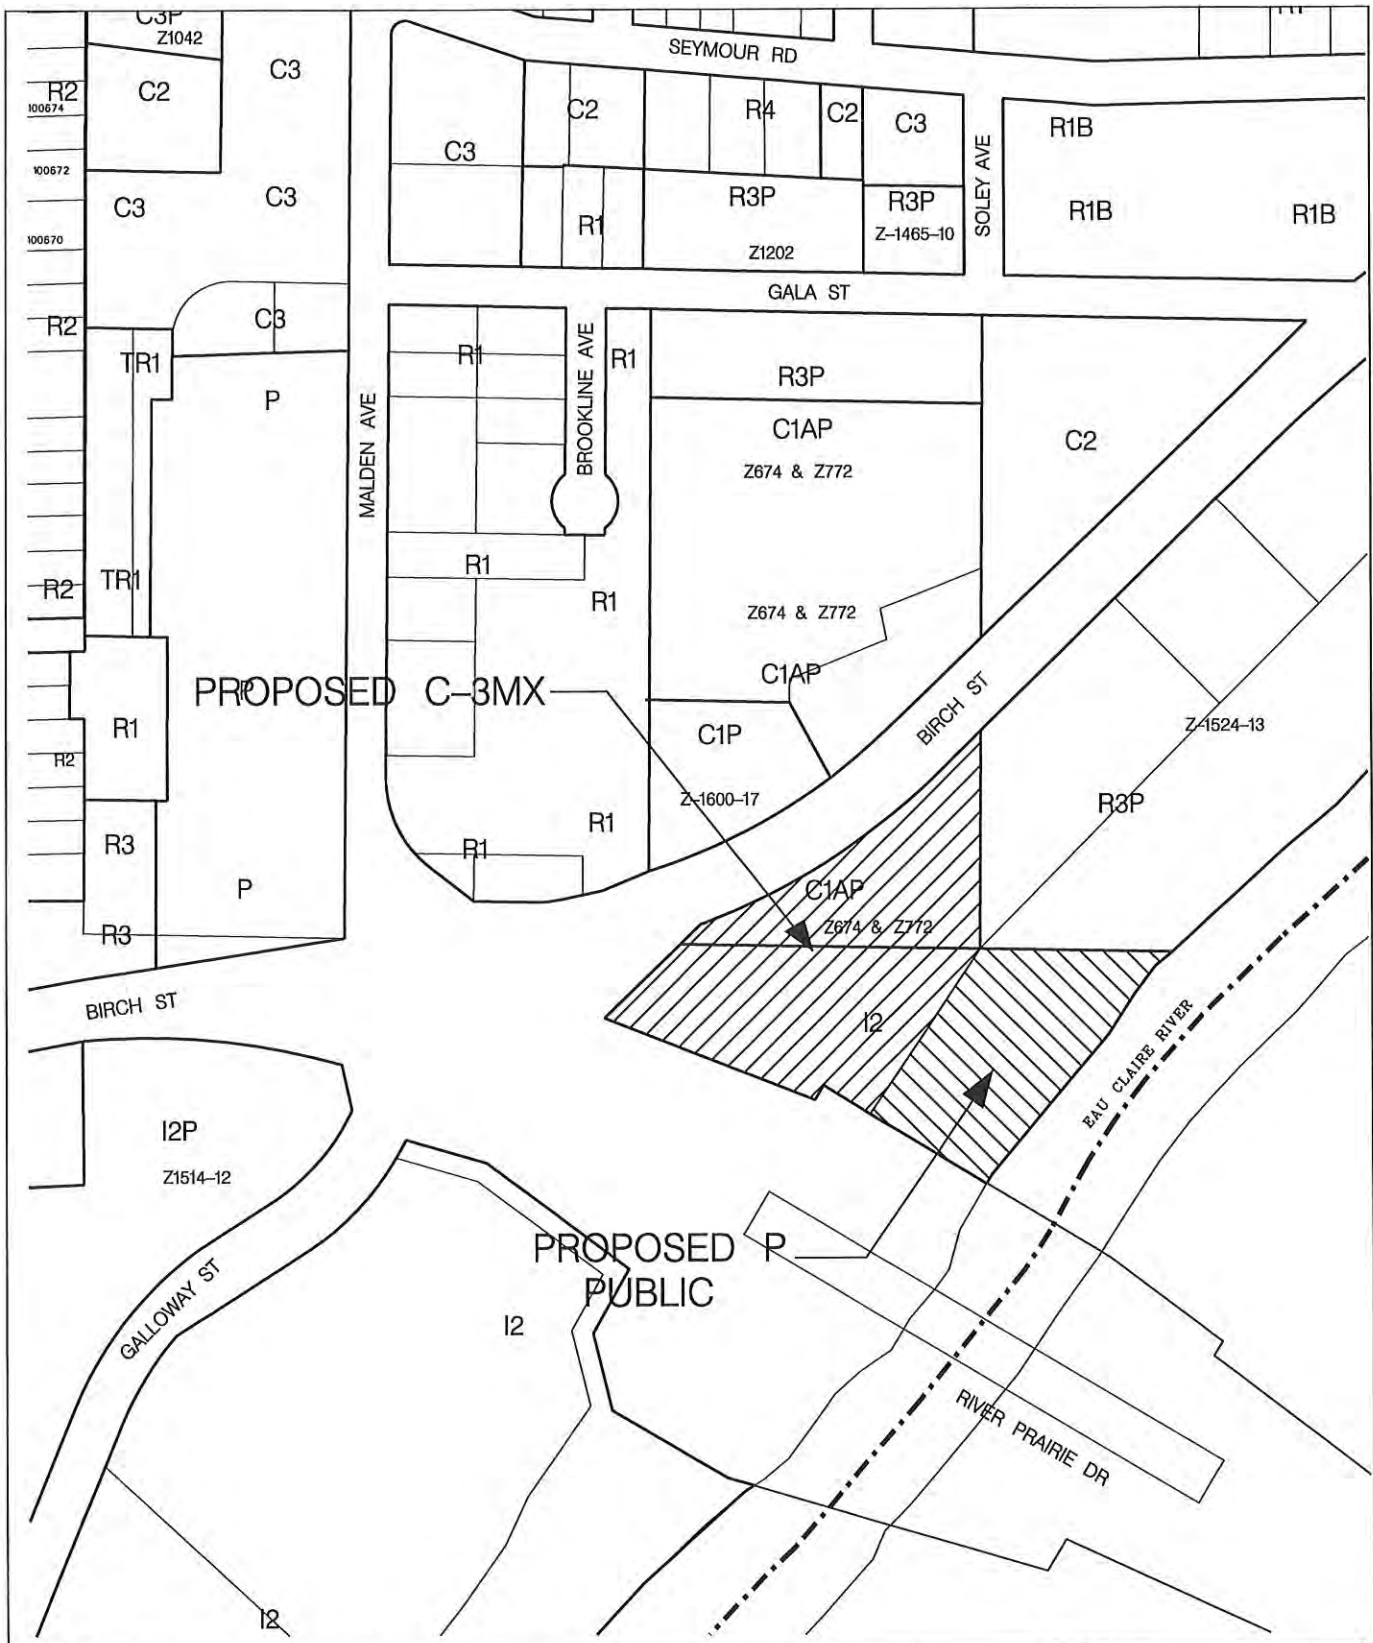 C3P
Z1042
SEYMOUR RD
C3
R2
100674
C2
C2
R4
C2
C3
R1B
C3
100672
C3
C3
R3P
R3P
SOLEY AVE
R1B
R1B
R1
Z-1465-10
100670
Z1202
GALA ST
R2
C3
TR1
R1
BROOKLINE AVE
R1
R3P
P
MALDEN AVE
C1AP
C2
Z674 & Z772
R1
R2
TR1
R1
Z674 & Z772
C1AP
PROPOSED C-3MX
P
BIRCH ST
R1
C1P
Z-1524-13
R2
Z-1600-17
R3P
R1
R3
R1
P
C1AP
Z674 & Z772
R3
BIRCH ST
I2
EAU CLAIRE RIVER
I2P
Z1514-12
PROPOSED P
PUBLIC
GALLOWAY ST
I2
RIVER PRAIRIE DR
I2